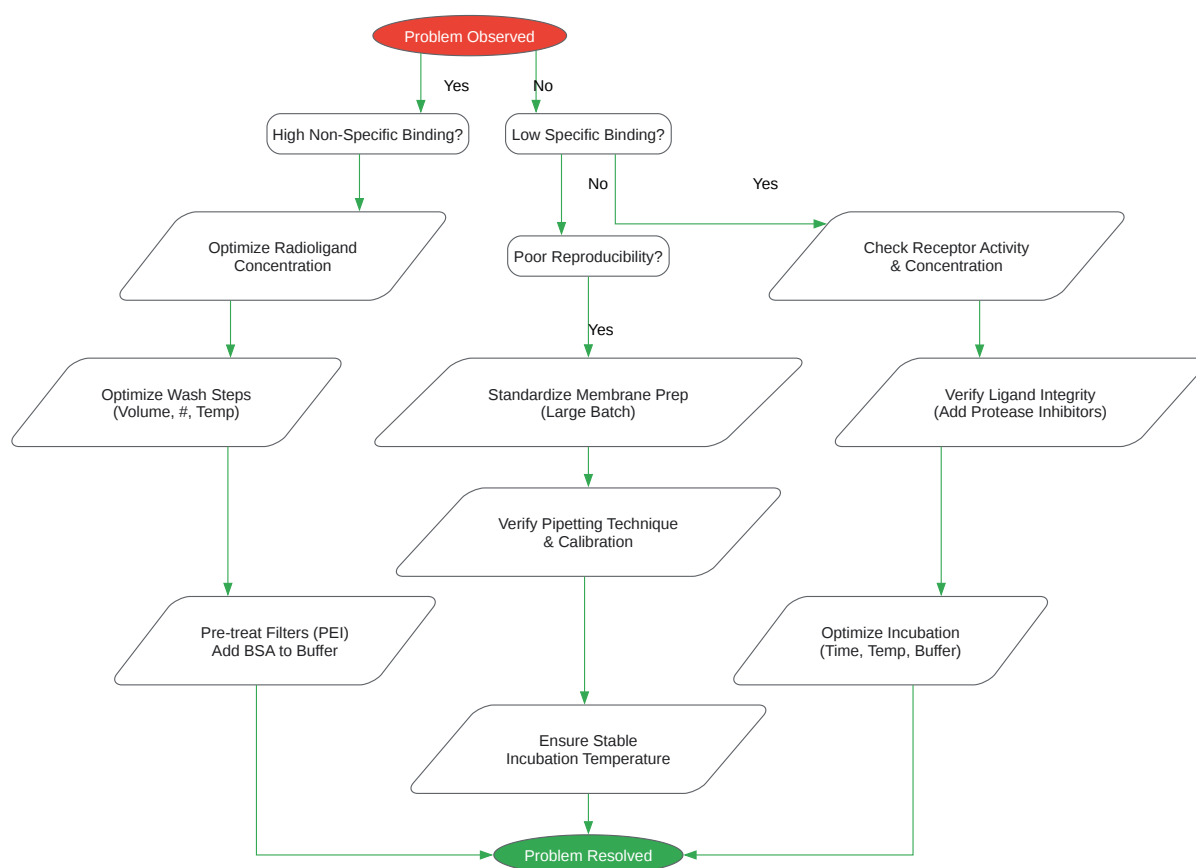 Problem Observed
Yes
No
High Non-Specific Binding?
Low Specific Binding?
No
Yes
Optimize Radioligand
Concentration
Poor Reproducibility?
Check Receptor Activity
& Concentration
Yes
Optimize Wash Steps
(Volume, #, Temp)
Standardize Membrane Prep
(Large Batch)
Verify Ligand Integrity
(Add Protease Inhibitors)
Verify Pipetting Technique
& Calibration
Pre-treat Filters (PEI)
Add BSA to Buffer
Optimize Incubation
(Time, Temp, Buffer)
Ensure Stable
Incubation Temperature
Problem Resolved